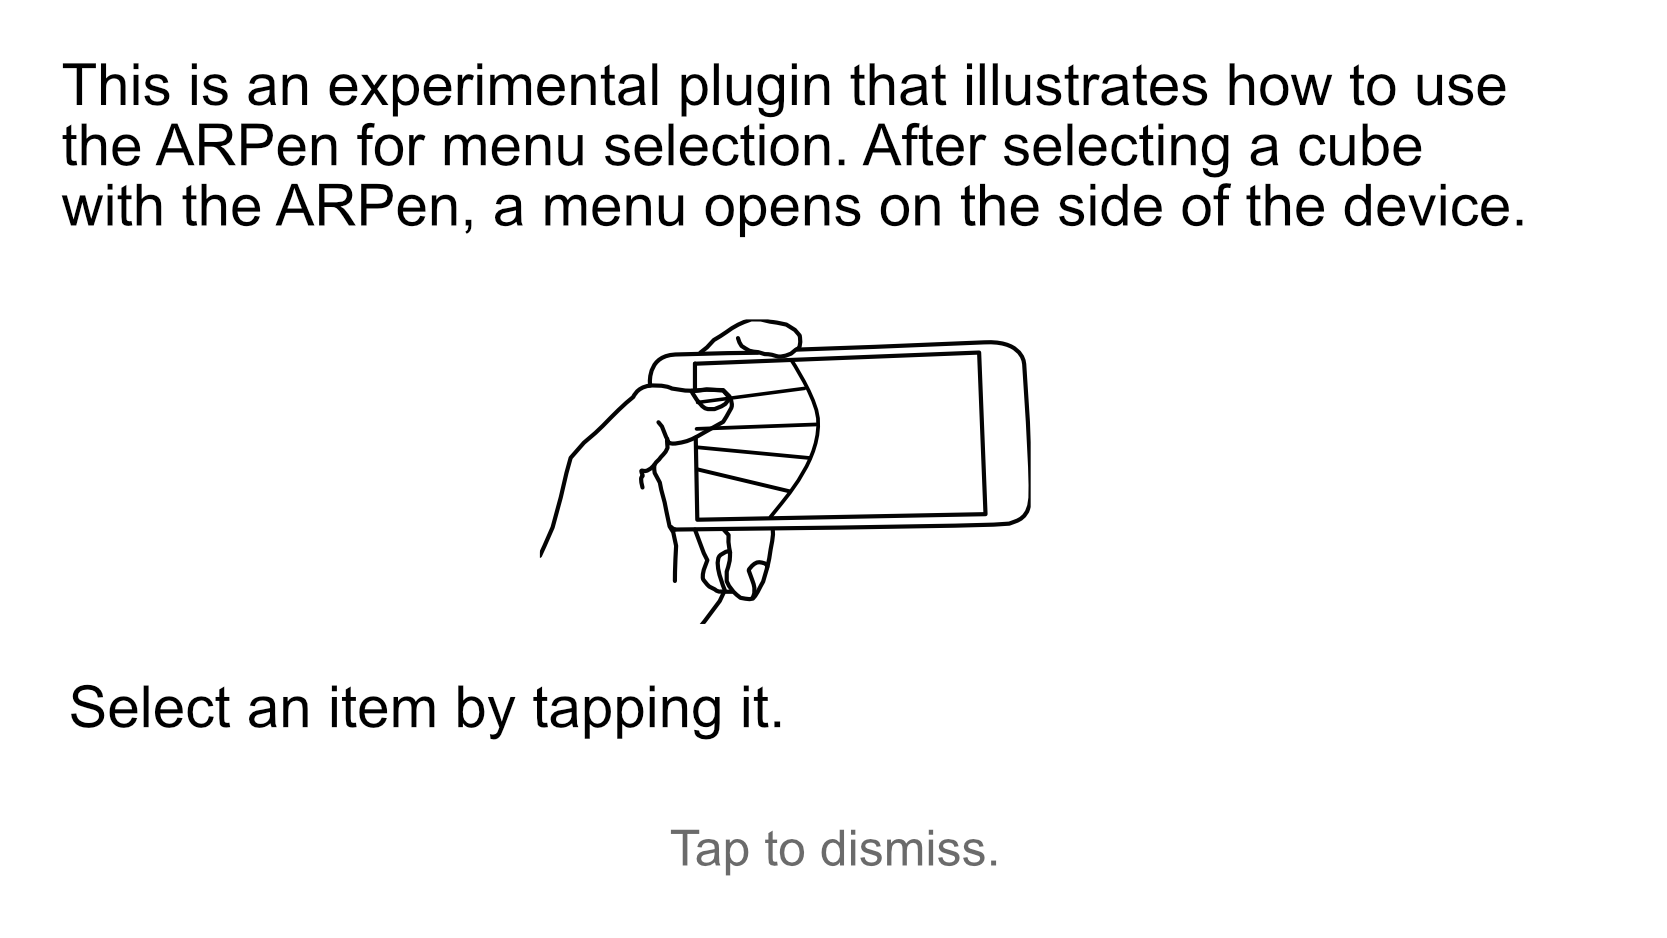 This is an experimental plugin that illustrates how to use
the ARPen for menu selection. After selecting a cube
with the ARPen, a menu opens on the side of the device.
Select an item by tapping it.
Tap to dismiss.